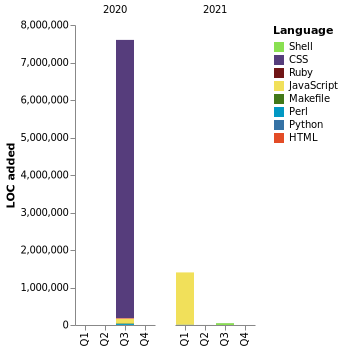 2020
2021
LOC added
8,000,000
7,000,000
6,000,000
5,000,000
4,000,000
3,000,000
2,000,000
1,000,000
0
Q1
Q2
Q3
Q4
Q1
Q2
Q3
Q4
Language
Shell
CSS
Ruby
JavaScript
Makefile
Perl
Python
HTML